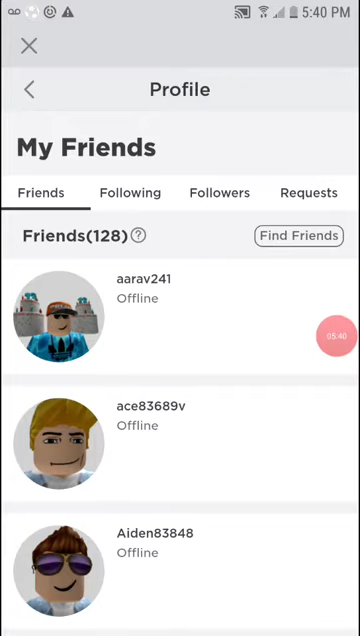 5:40 PM
Profile
My Friends
Friends Following Followers Requests
Friends(128) ? Find Friends
aarav241
Offline
05:40
ace83689v
Offline
Aiden83848
Offline